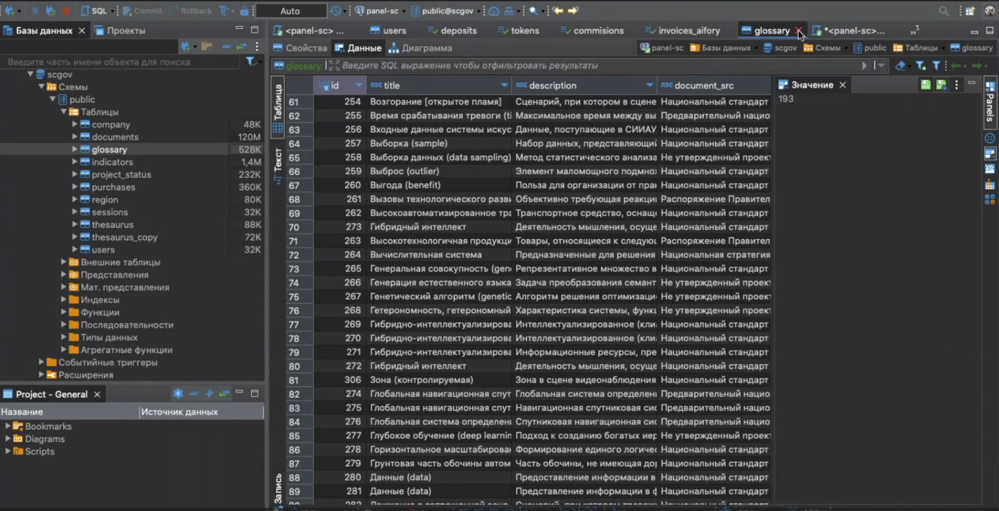 SQL Commit Rollback Auto panel-sc public@scgov
Базы данных Проекты
<panel-sc> ... users deposits tokens commisions invoices_aifory glossary *<panel-sc>... »2
Свойства Данные Диаграмма panel-sc Базы данных scgov Схемы public Таблицы glossary
Введите часть имени объекта для поиска
glossary Введите SQL выражение чтобы отфильтровать результаты
scgov
Схемы
public
Таблицы
company 48K
documents 120M
glossary 528K
indicators 1,4M
project_status 232K
purchases 360K
region 80K
sessions 32K
thesaurus 88K
thesaurus_copy 72K
users 32K
Внешние таблицы
Представления
Мат. представления
Индексы
Функции
Последовательности
Типы данных
Агрегатные функции
Событийные триггеры
Расширения
Project - General
Название Источник данных
Bookmarks
Diagrams
Scripts
Таблица
Текст
Запись
123 id ABC title ABC description ABC document_src
61 254 Возгорание [открытое пламя] Сценарий, при котором в сцене Национальный стандарт
62 255 Время срабатывания тревоги (ti Максимальное время между вы Предварительный нацио
63 256 Входные данные системы искус Данные, поступающие в СИИАУ Национальный стандарт
64 257 Выборка (sample) Набор данных, представляющий Национальный стандарт
65 258 Выборка данных (data sampling) Метод статистического анализа Не утвержденный проект
66 259 Выброс (outlier) Элемент маломощного подмнож Национальный стандарт
67 260 Выгода (benefit) Польза для организации от пра Национальный стандарт
68 261 Вызовы технологического разви Объективно требующая реакции Распоряжение Правител
69 262 Высокоавтоматизированное тра Транспортное средство, оснащ Национальный стандарт
70 273 Гибридный интеллект Деятельность мышления, осуще Национальный стандарт
71 263 Высокотехнологичная продукци Товары, относящиеся к следующ Распоряжение Правител
72 264 Вычислительная система Предназначенные для решения Национальная стратегия
73 265 Генеральная совокупность (gen Репрезентативное множество в Национальный стандарт
74 266 Генерация естественного языка Задача преобразования семант Не утвержденный проект
75 267 Генетический алгоритм (genetic Алгоритм решения оптимизаци Не утвержденный проект
76 268 Гетерономность, гетерономный Характеристика системы, функц Не утвержденный проект
77 269 Гибридно-интеллектуализирова Интеллектуализированное (кли Национальный стандарт
78 270 Гибридно-интеллектуализирова Интеллектуализированное (кли Национальный стандарт
79 271 Гибридно-интеллектуализирова Информационные ресурсы, пре Национальный стандарт
80 272 Гибридный интеллект Деятельность мышления, осуще Национальный стандарт
81 306 Зона (контролируемая) Зона в сцене видеонаблюдения Национальный стандарт
82 274 Глобальная навигационная спут Глобальная система определени Предварительный нацио
83 275 Глобальная навигационная спут Навигационная спутниковая сис Предварительный нацио
84 276 Глобальная система определени Спутниковая навигационная сис Предварительный нацио
85 277 Глубокое обучение (deep learnin Подход к созданию богатых иер Не утвержденный проект
86 278 Горизонтальное масштабирован Формирование единого логичес Национальный стандарт
87 279 Грунтовая часть обочины автом Часть обочины, не имеющая дор Национальный стандарт
88 280 Данные (data) Предоставление информации в Национальный стандарт
89 281 Данные (data) Представление информации в ф Национальный стандарт
Значение
193
Panels